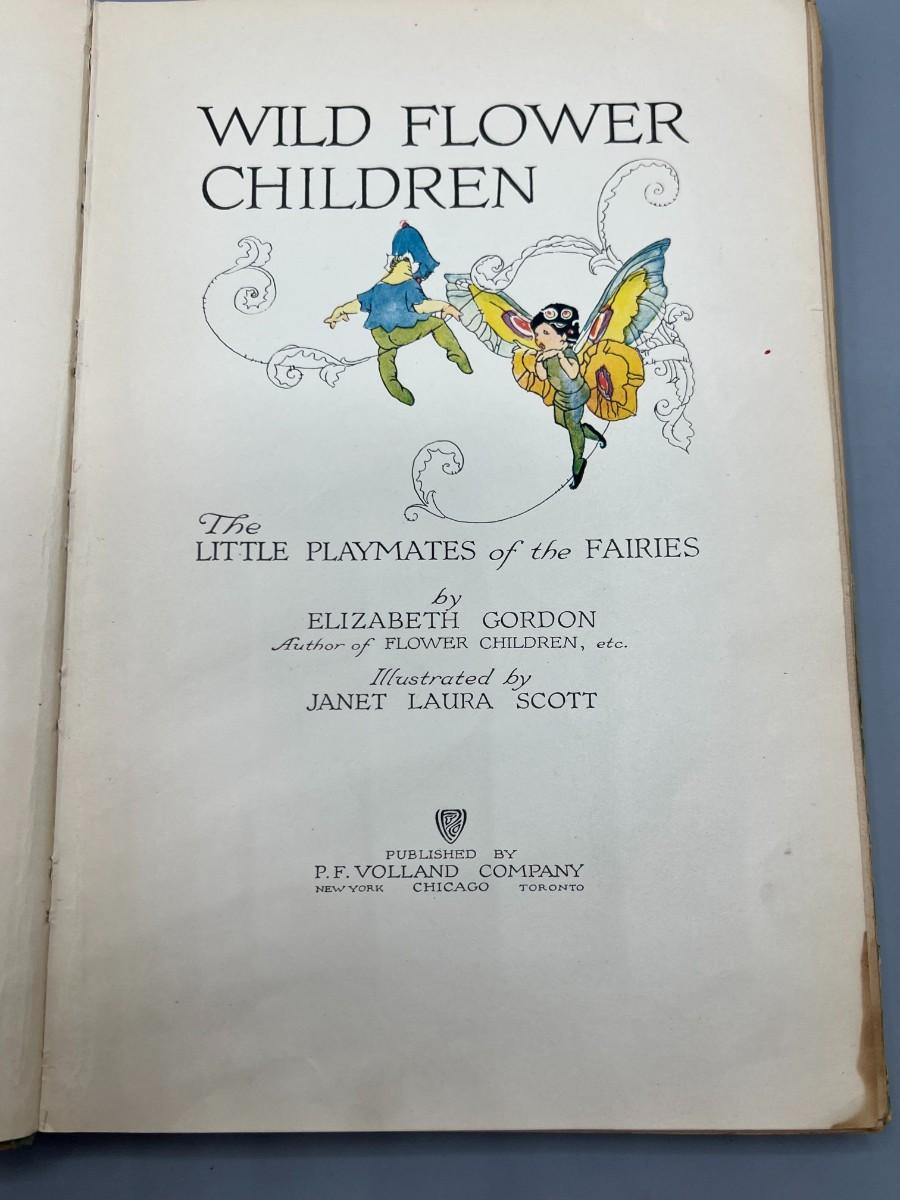 WILD FLOWER
CHILDREN
The
LITTLE PLAYMATES of the FAIRIES
by
ELIZABETH GORDON
Author of FLOWER CHILDREN, etc.
Illustrated by
JANET LAURA SCOTT
PUBLISHED BY
P.F. VOLLAND COMPANY
NEW YORK CHICAGO TORONTO